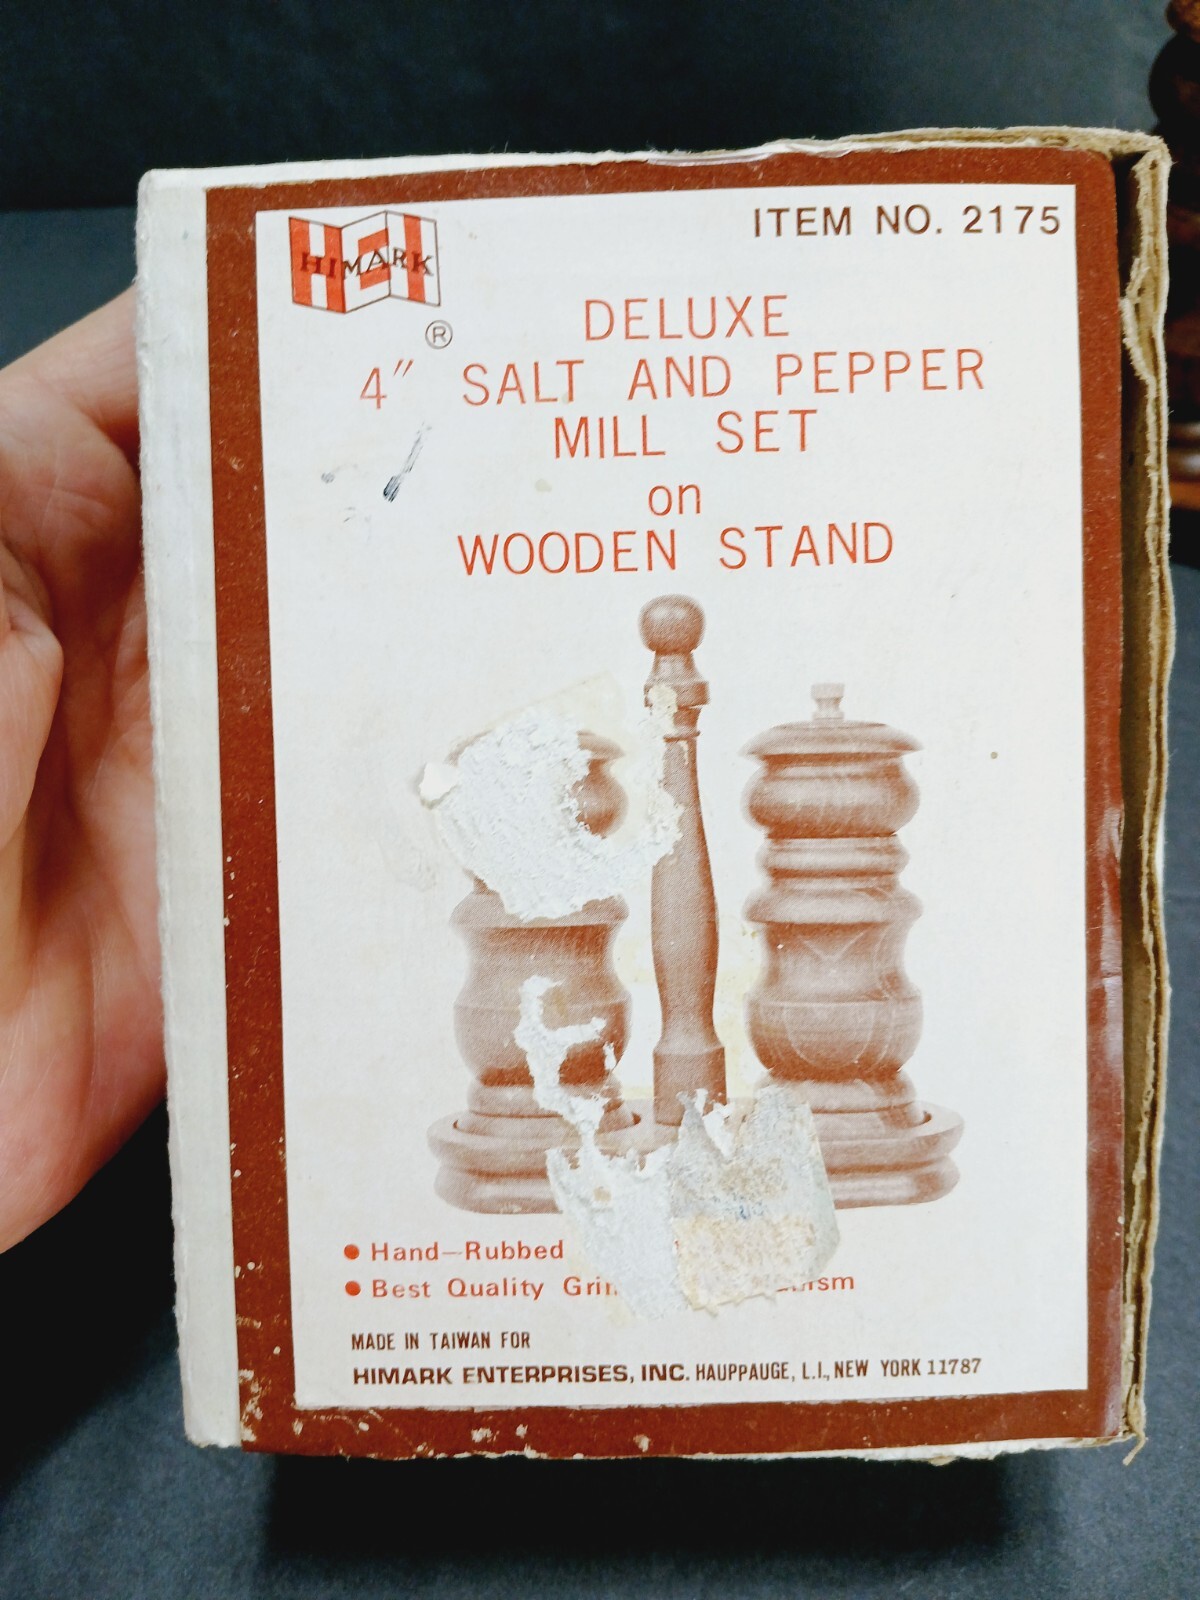 HIMARK
®
ITEM NO. 2175
DELUXE
4" SALT AND PEPPER
MILL SET
on
WOODEN STAND
• Hand-Rubbed
• Best Quality
MADE IN TAIWAN FOR
HIMARK ENTERPRISES, INC. HAUPPAUGE, L.I., NEW YORK 11787